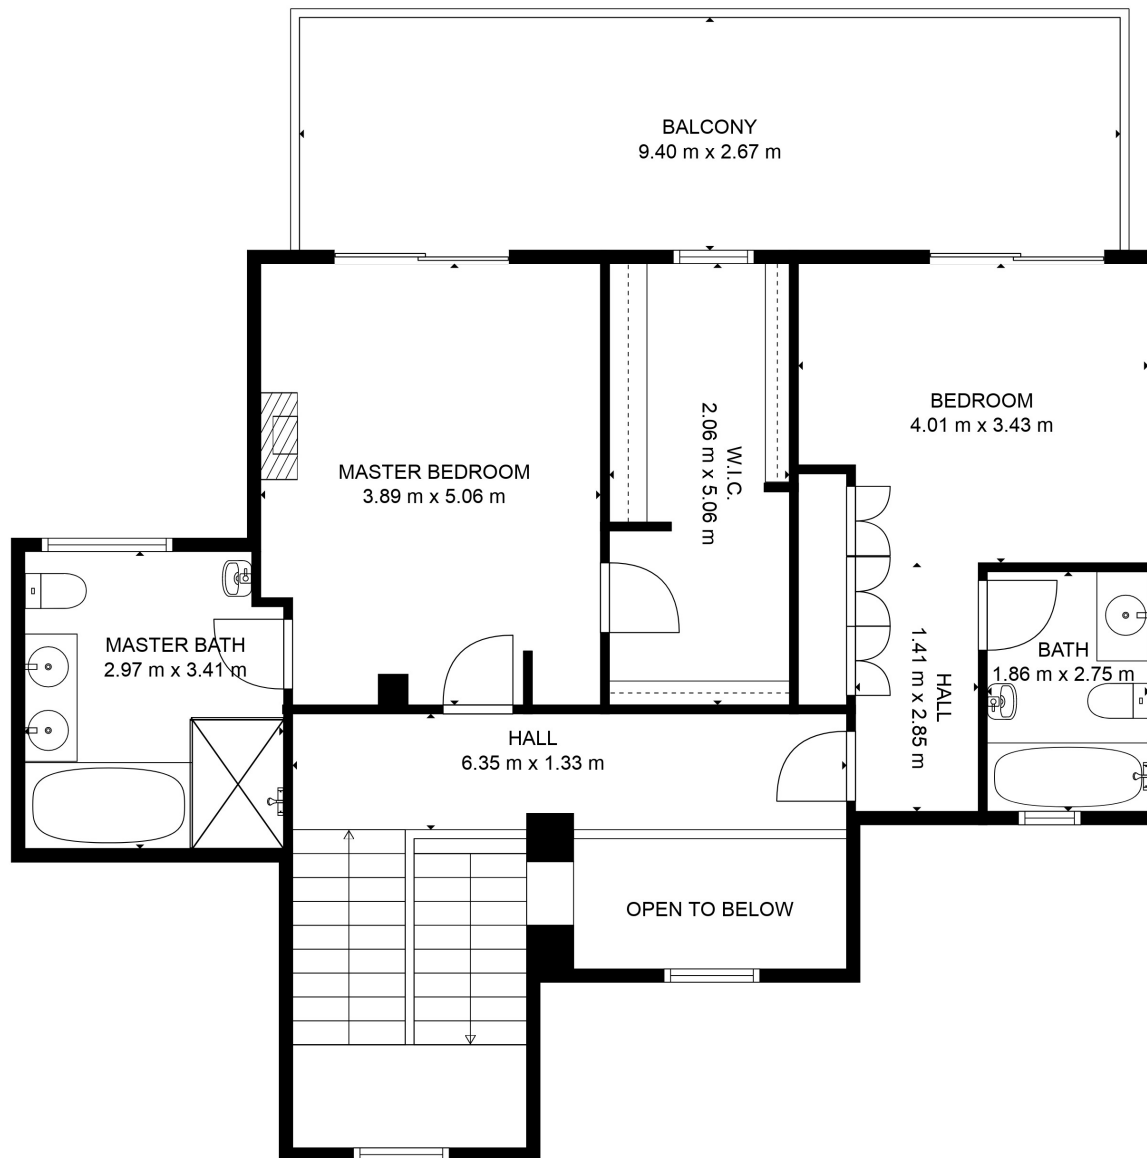 BALCONY
9.40 m x 2.67 m
BEDROOM
4.01 m x 3.43 m
W.I.C.
2.06 m x 5.06 m
MASTER BEDROOM
3.89 m x 5.06 m
MASTER BATH
2.97 m x 3.41 m
BATH
1.86 m x 2.75 m
HALL
1.41 m x 2.85 m
HALL
6.35 m x 1.33 m
OPEN TO BELOW